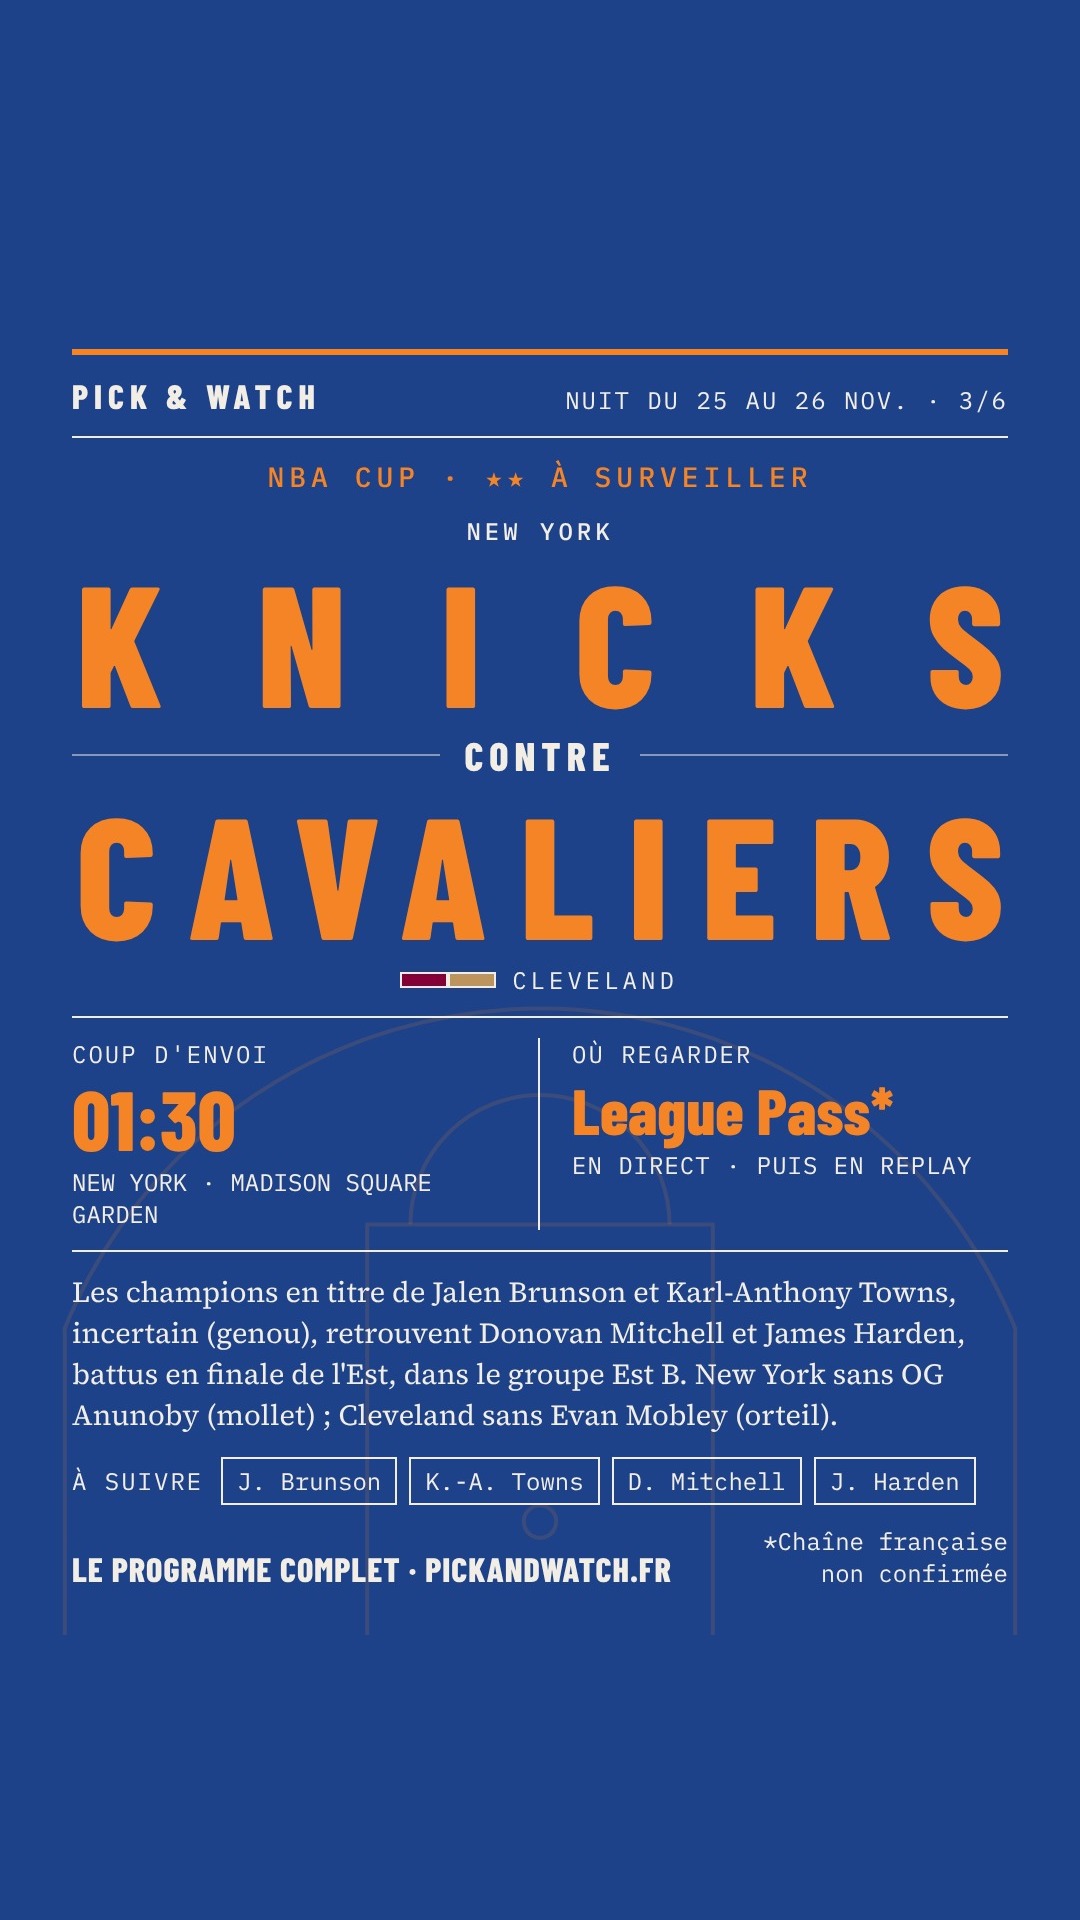 PICK & WATCH
NUIT DU 25 AU 26 NOV. · 3/6
NBA CUP · ★★ À SURVEILLER
NEW YORK
KNICKS
CONTRE
CAVALIERS
CLEVELAND
COUP D'ENVOI
01:30
NEW YORK · MADISON SQUARE
GARDEN
OÙ REGARDER
League Pass*
EN DIRECT · PUIS EN REPLAY
Les champions en titre de Jalen Brunson et Karl-Anthony Towns,
incertain (genou), retrouvent Donovan Mitchell et James Harden,
battus en finale de l'Est, dans le groupe Est B. New York sans OG
Anunoby (mollet) ; Cleveland sans Evan Mobley (orteil).
À SUIVRE J. Brunson K.-A. Towns D. Mitchell J. Harden
LE PROGRAMME COMPLET · PICKANDWATCH.FR
*Chaîne française
non confirmée